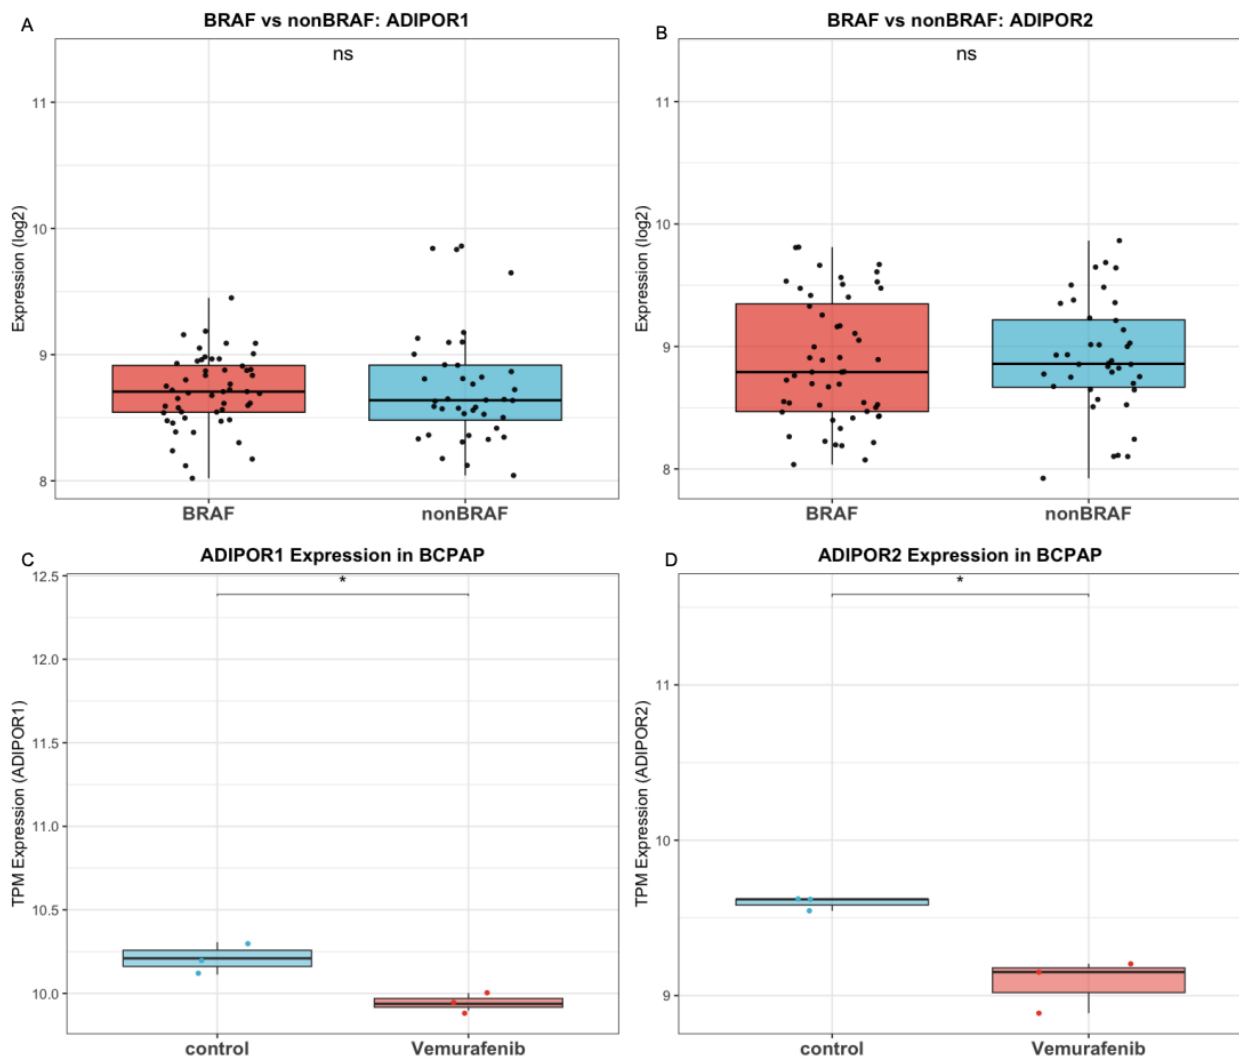 A
BRAF vs nonBRAF: ADIPOR1
ns
Expression (log2)
11
10
9
8
BRAF
nonBRAF
B
BRAF vs nonBRAF: ADIPOR2
ns
Expression (log2)
11
10
9
8
BRAF
nonBRAF
C
ADIPOR1 Expression in BCPAP
*
TPM Expression (ADIPOR1)
12.5
12.0
11.5
11.0
10.5
10.0
control
Vemurafenib
D
ADIPOR2 Expression in BCPAP
*
TPM Expression (ADIPOR2)
11
10
9
control
Vemurafenib